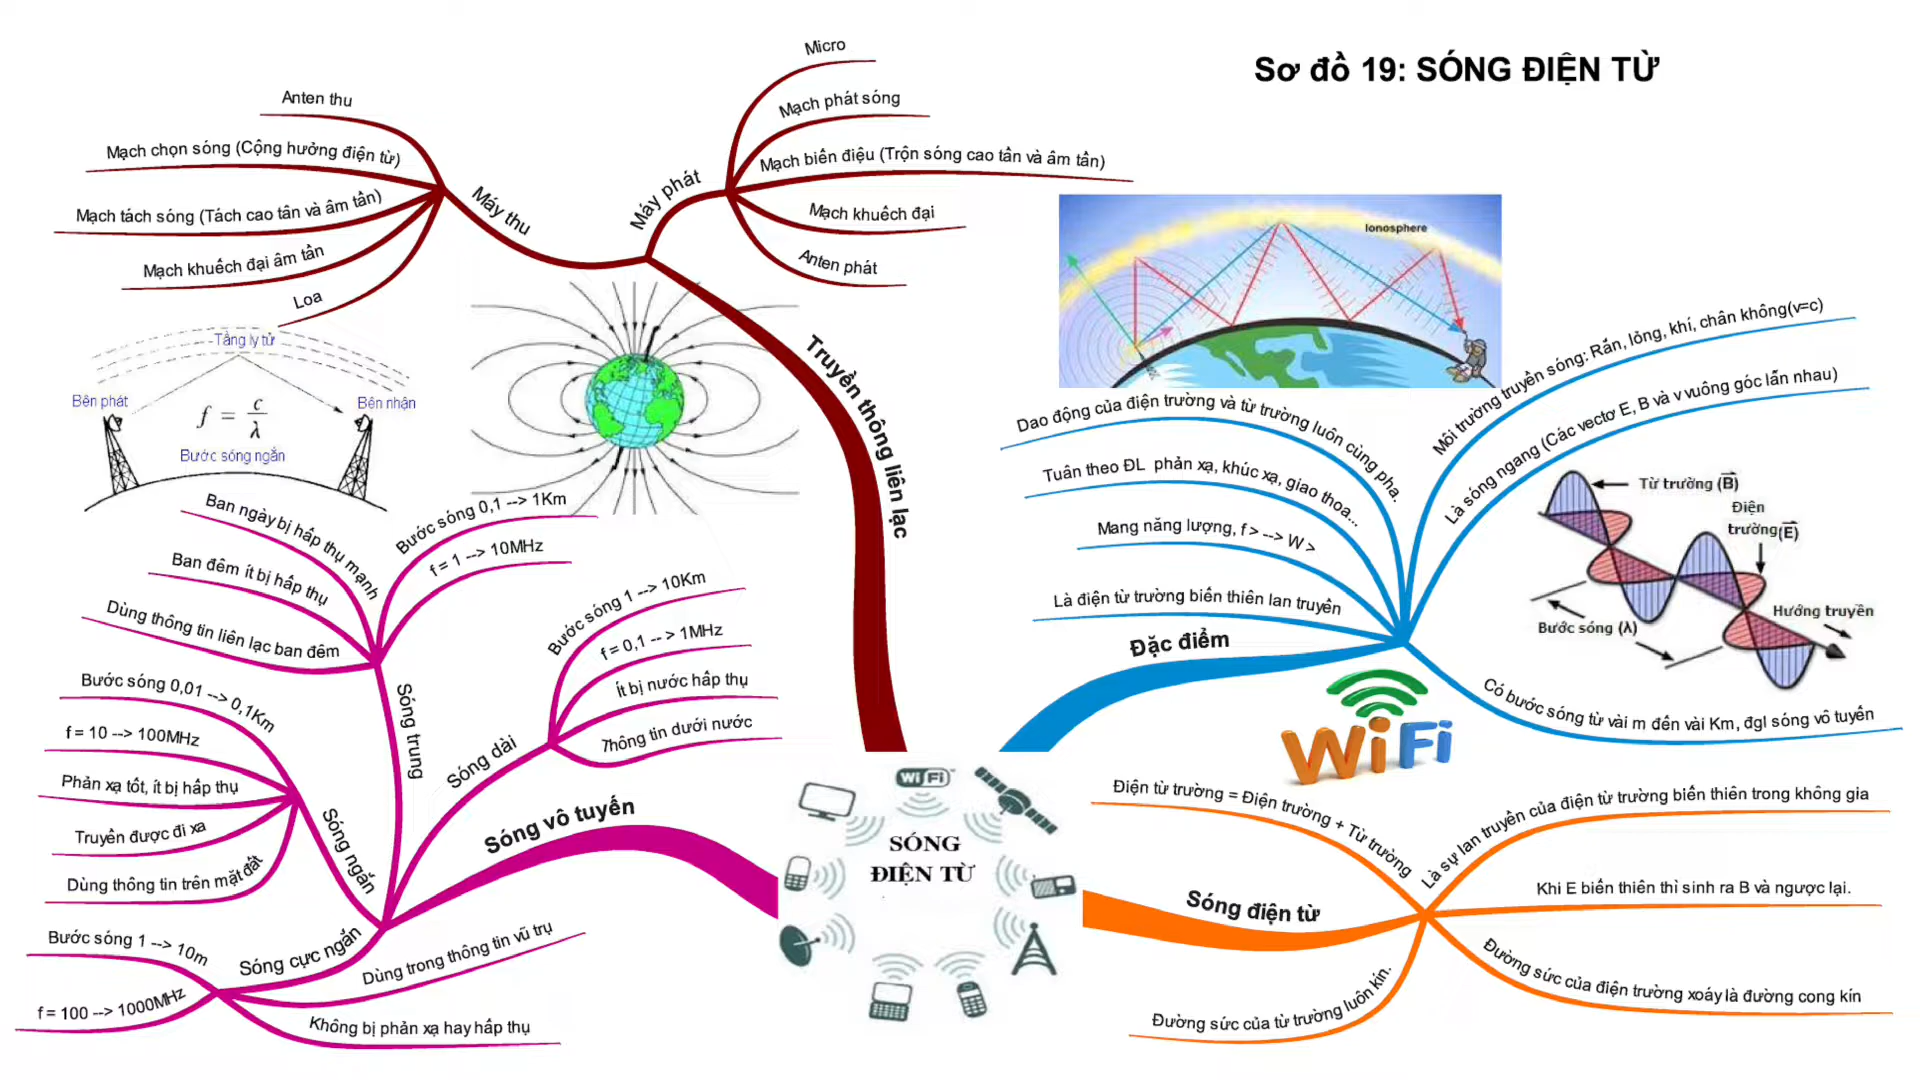 Sơ đồ 19: SÓNG ĐIỆN TỪ
Micro
Mạch phát sóng
Mạch biến điệu (Trộn sóng cao tần và âm tần)
Mạch khuếch đại
Anten phát
Máy phát
Anten thu
Mạch chọn sóng (Cộng hưởng điện từ)
Mạch tách sóng (Tách cao tần và âm tần)
Mạch khuếch đại âm tần
Loa
Máy thu
Truyền thông liên lạc
Tầng ly tử
Bên phát
Bên nhận
f = c/λ
Bước sóng ngắn
Ionosphere
Môi trường truyền sóng: Rắn, lỏng, khí, chân không(v=c)
Là sóng ngang (Các vectơ E, B và v vuông góc lẫn nhau)
Dao động của điện trường và từ trường luôn cùng pha.
Tuân theo ĐL phản xạ, khúc xạ, giao thoa...
Mang năng lượng, f > --> W >
Là điện từ trường biến thiên lan truyền
Đặc điểm
Có bước sóng từ vài m đến vài Km, đgl sóng vô tuyến
Từ trường (B)
Điện
trường(E)
Hướng truyền
Bước sóng (λ)
WiFi
Ban ngày bị hấp thụ mạnh
Ban đêm ít bị hấp thụ
Dùng thông tin liên lạc ban đêm
Bước sóng 0,1 --> 1Km
f = 1 --> 10MHz
Sóng trung
Bước sóng 1 --> 10Km
f = 0,1 -- > 1MHz
Ít bị nước hấp thụ
Thông tin dưới nước
Sóng dài
Bước sóng 0,01 --> 0,1Km
f = 10 --> 100MHz
Phản xạ tốt, ít bị hấp thụ
Truyền được đi xa
Dùng thông tin trên mặt đất
Sóng ngắn
Bước sóng 1 --> 10m
f = 100 --> 1000MHz
Sóng cực ngắn
Dùng trong thông tin vũ trụ
Không bị phản xạ hay hấp thụ
Sóng vô tuyến
WiFi
SÓNG
ĐIỆN TỪ
Sóng điện từ
Điện từ trường = Điện trường + Từ trường
Là sự lan truyền của điện từ trường biến thiên trong không gia
Khi E biến thiên thì sinh ra B và ngược lại.
Đường sức của điện trường xoáy là đường cong kín
Đường sức của từ trường luôn kín.